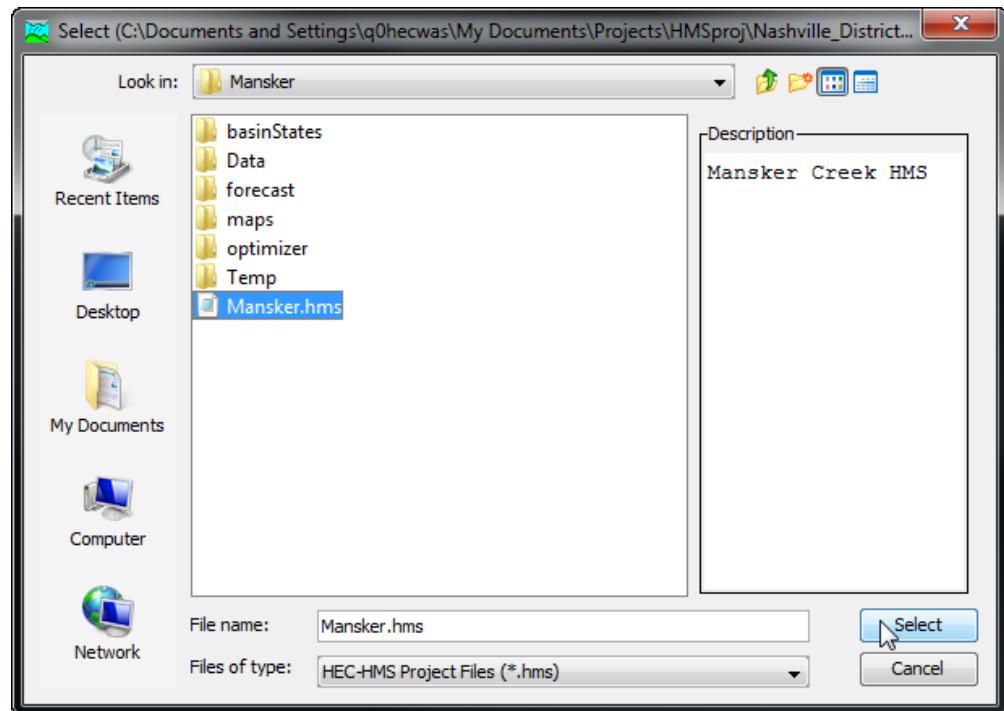 Select (C:\Documents and Settings\q0hecwas\My Documents\Projects\HMSproj\Nashville_District...
Look in:
Mansker
Recent Items
Desktop
My Documents
Computer
Network
basinStates
Data
forecast
maps
optimizer
Temp
Mansker.hms
Description
Mansker Creek HMS
File name:
Mansker.hms
Select
Files of type:
HEC-HMS Project Files (*.hms)
Cancel